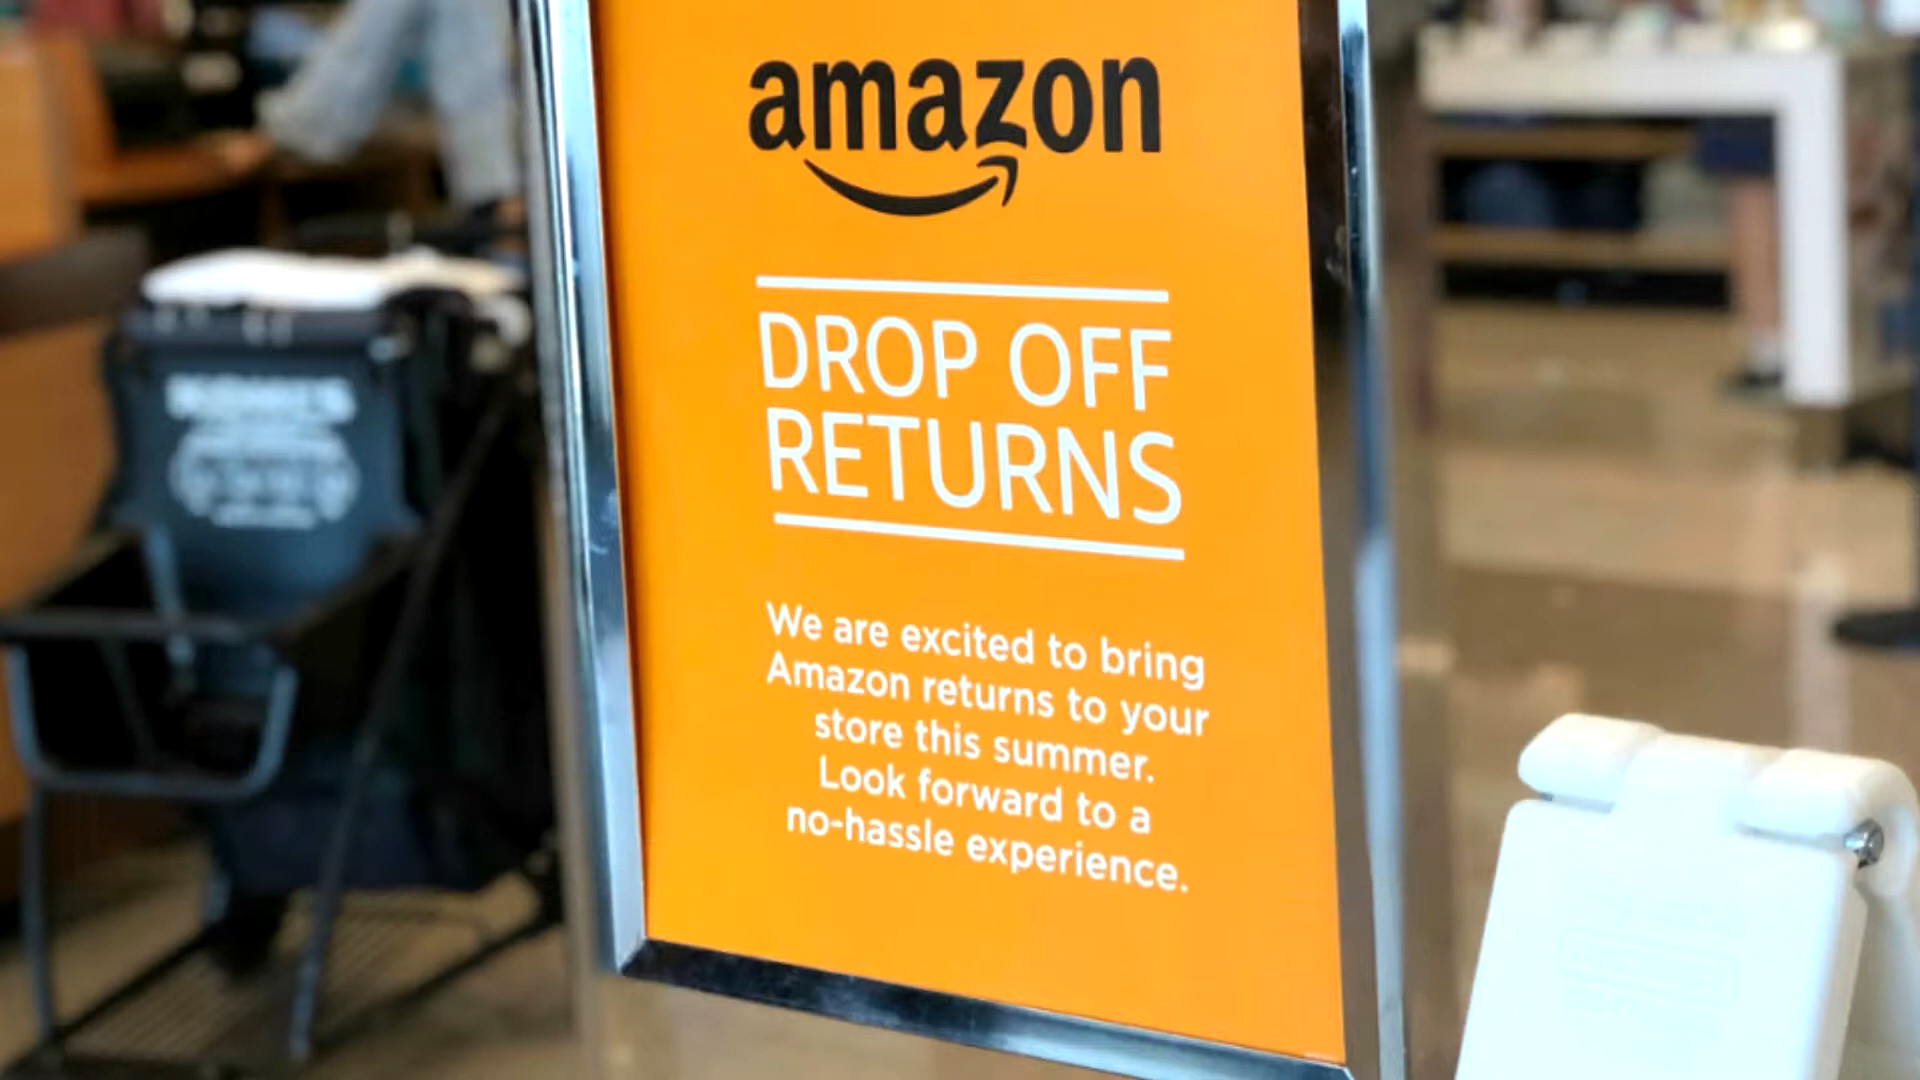 amazon
DROP OFF
RETURNS
We are excited to bring
Amazon returns to your
store this summer.
Look forward to a
no-hassle experience.